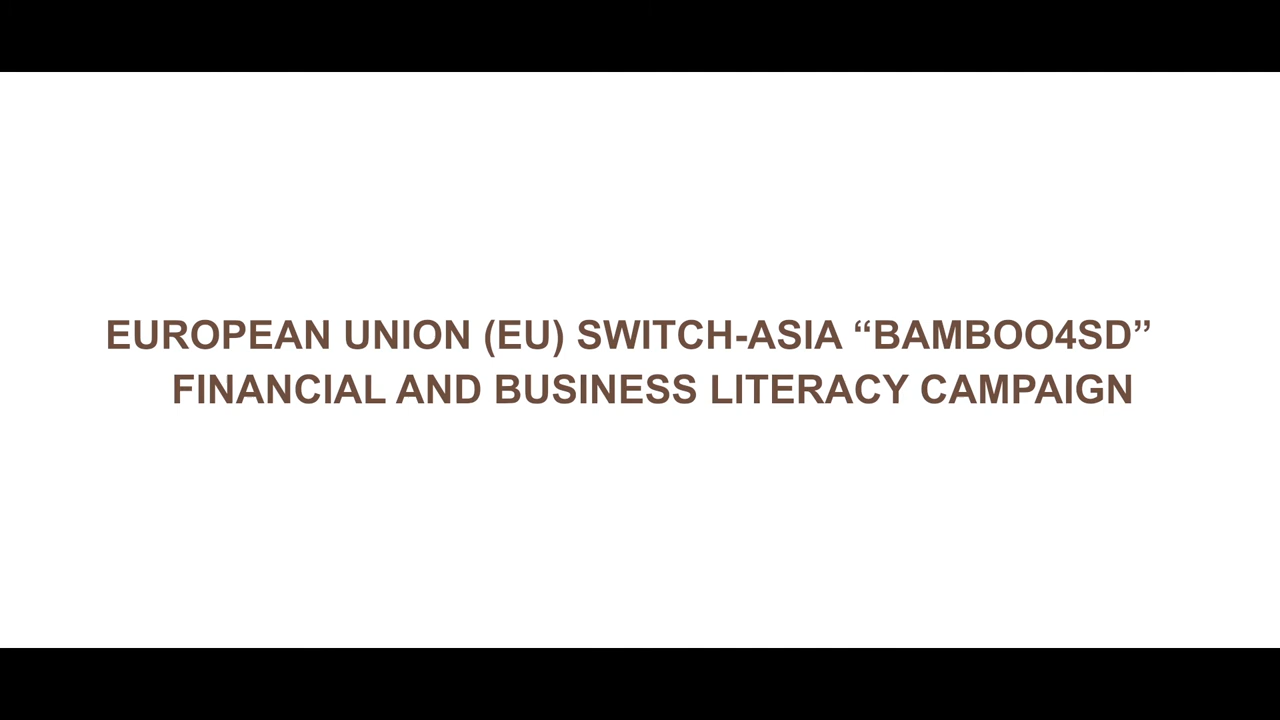 EUROPEAN UNION (EU) SWITCH-ASIA “BAMBOO4SD”
FINANCIAL AND BUSINESS LITERACY CAMPAIGN